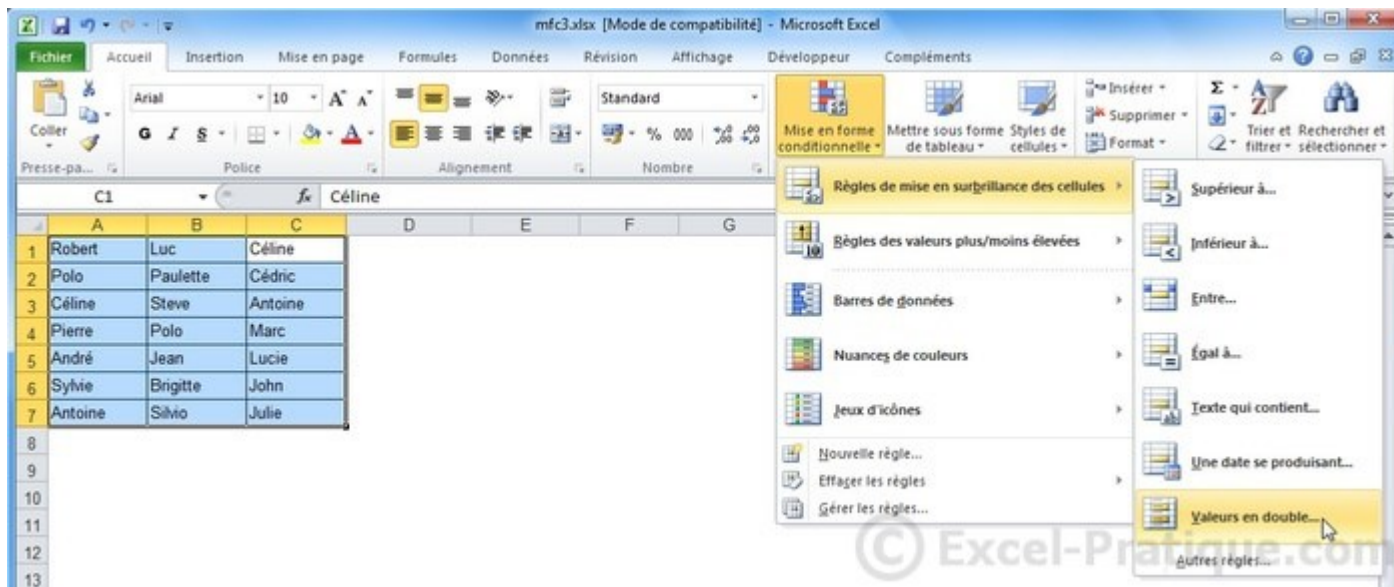 mfc3.xlsx [Mode de compatibilité] - Microsoft Excel
Fichier Accueil Insertion Mise en page Formules Données Révision Affichage Développeur Compléments
Arial 10 A A Standard
Coller
G I S % 000
Mise en forme conditionnelle
Mettre sous forme de tableau
Styles de cellules
Insérer
Supprimer
Format
Σ
Trier et filtrer
Rechercher et sélectionner
Presse-pa... Police Alignement Nombre
C1 fx Céline
A B C D E F G
1 Robert Luc Céline
2 Polo Paulette Cédric
3 Céline Steve Antoine
4 Pierre Polo Marc
5 André Jean Lucie
6 Sylvie Brigitte John
7 Antoine Silvio Julie
8
9
10
11
12
13
Règles de mise en surbrillance des cellules
Règles des valeurs plus/moins élevées
Barres de données
Nuances de couleurs
Jeux d'icônes
Nouvelle règle...
Effacer les règles
Gérer les règles...
Supérieur à...
Inférieur à...
Entre...
Égal à...
Texte qui contient...
Une date se produisant...
Valeurs en double...
Autres règles...
© Excel-Pratique.com